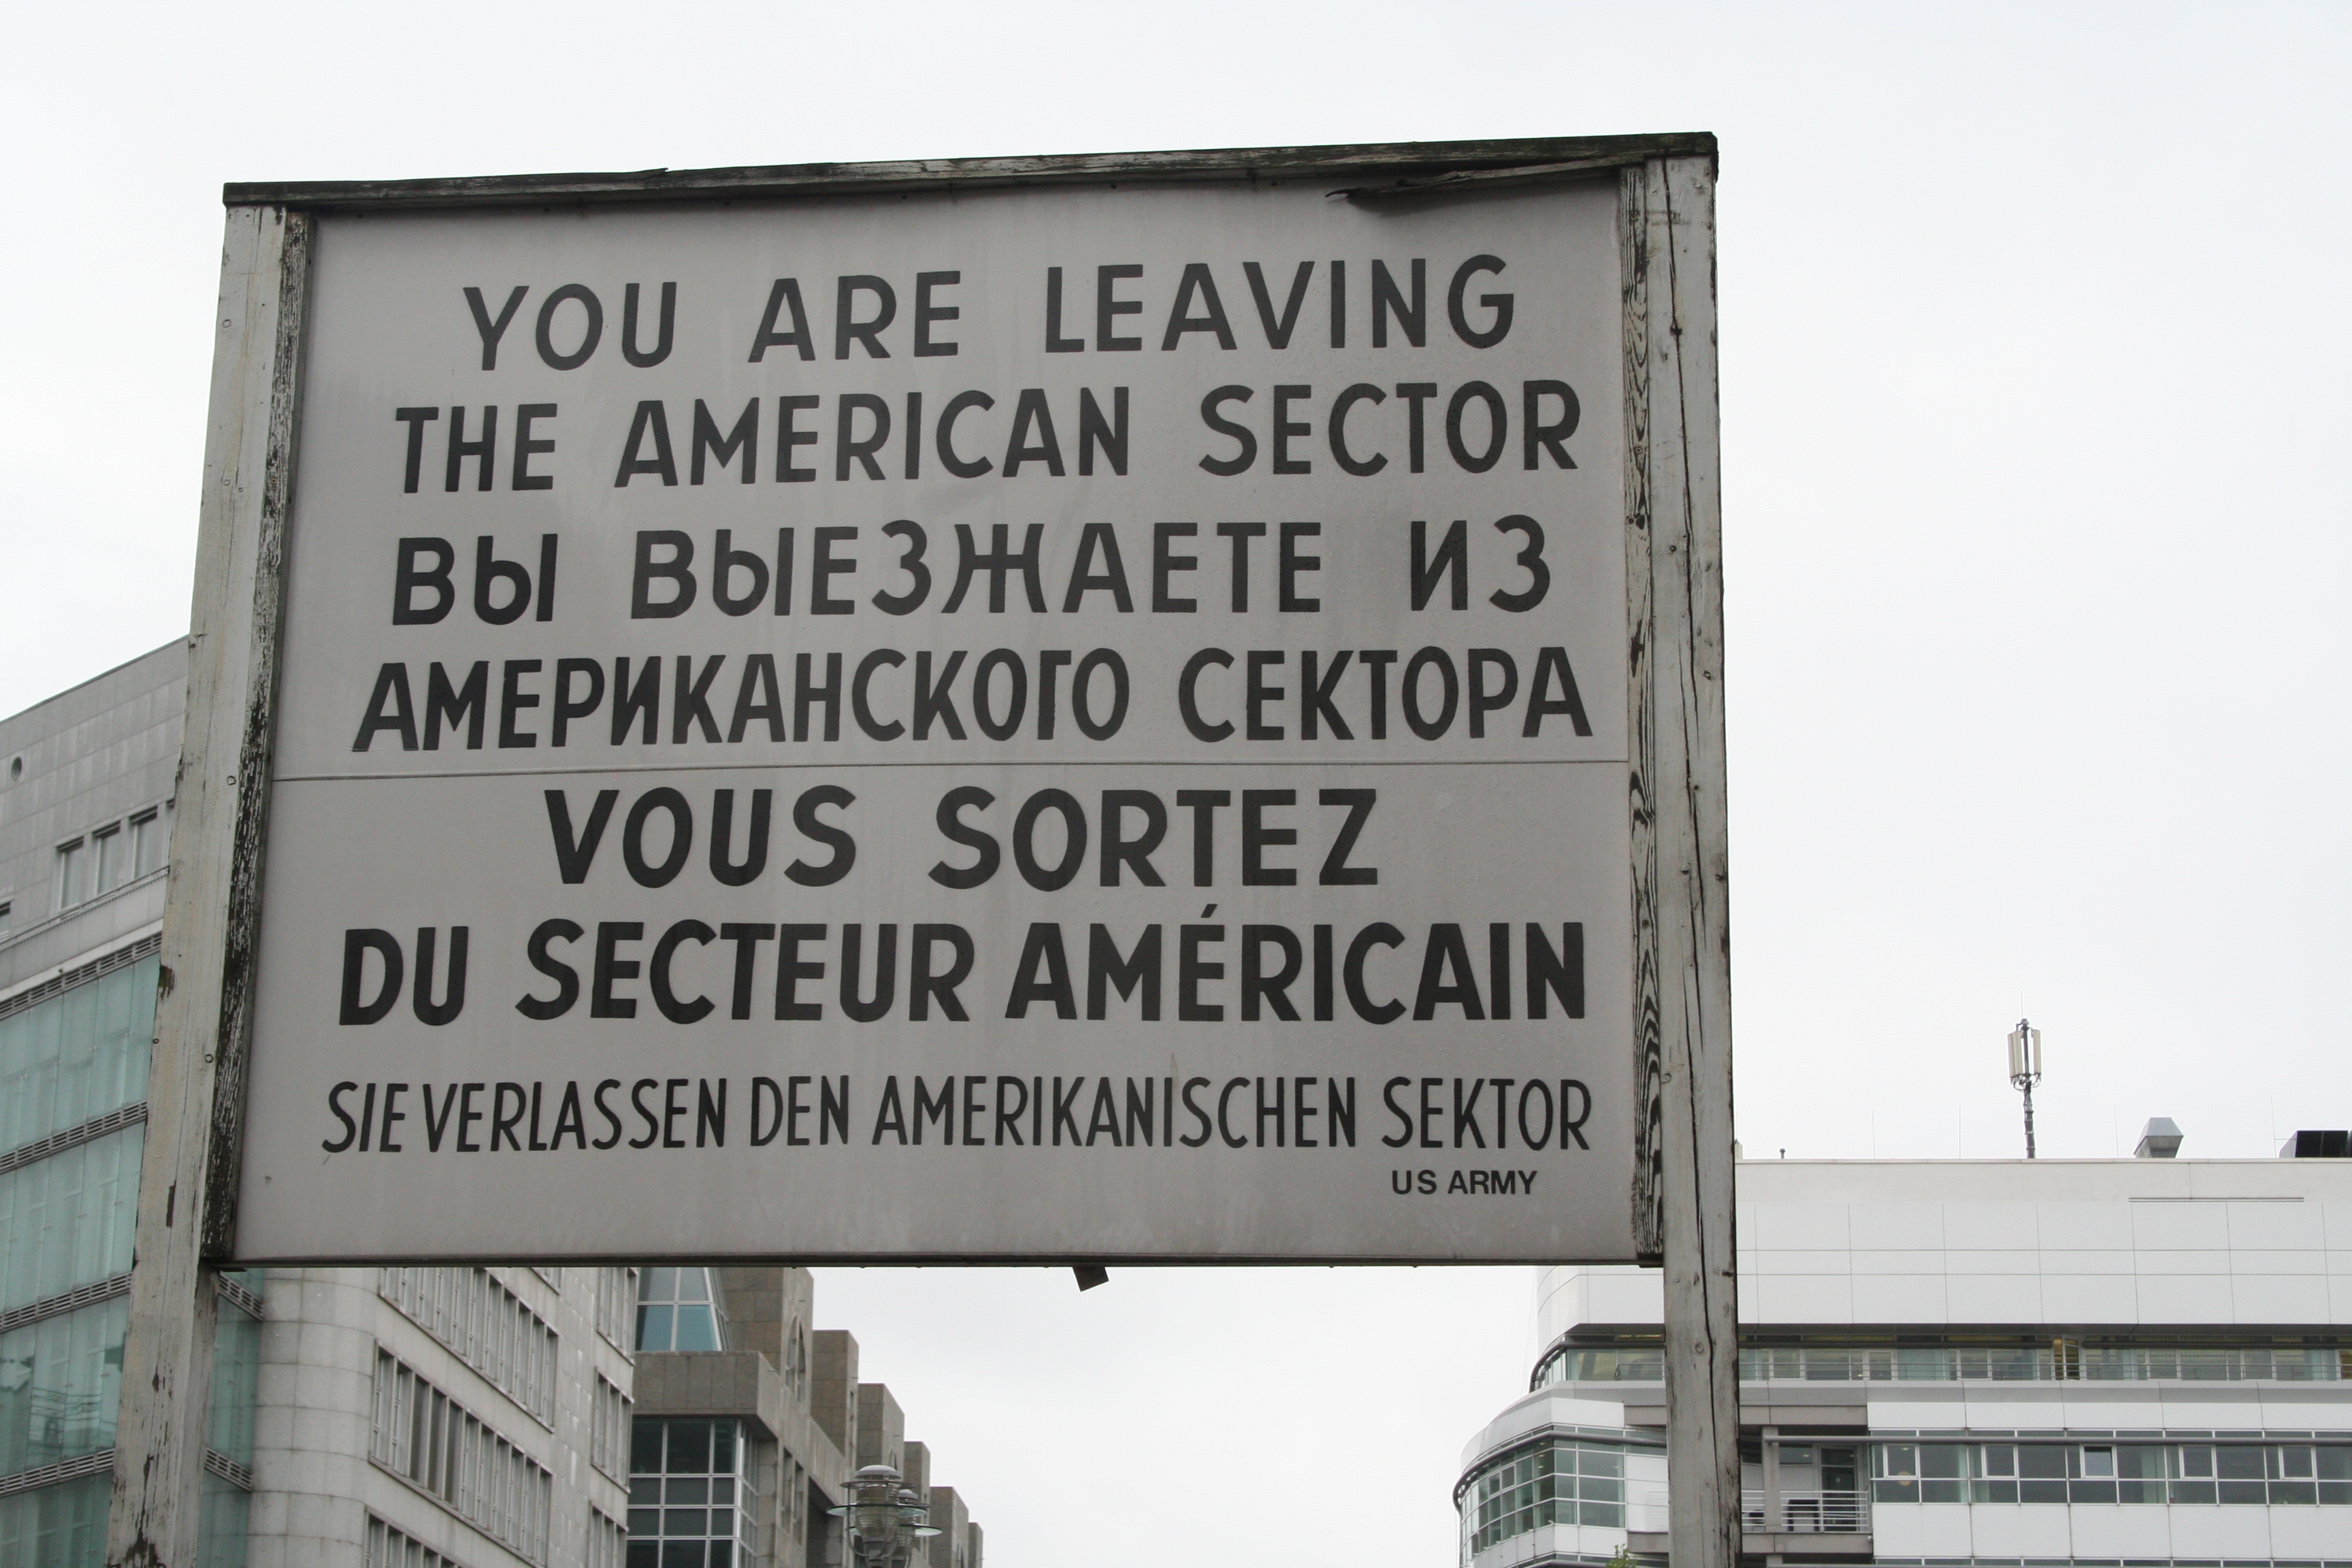 YOU ARE LEAVING
THE AMERICAN SECTOR
ВЫ ВЫЕЗЖАЕТЕ ИЗ
АМЕРИКАНСКОГО СЕКТОРА
VOUS SORTEZ
DU SECTEUR AMÉRICAIN
SIE VERLASSEN DEN AMERIKANISCHEN SEKTOR
US ARMY